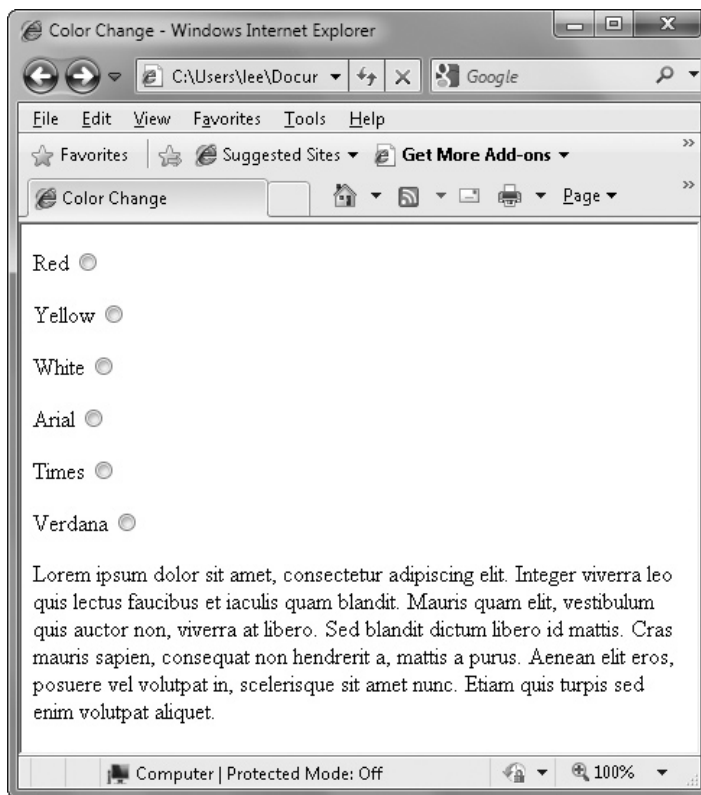 Color Change - Windows Internet Explorer
C:\Users\lee\Docur
Google
File Edit View Favorites Tools Help
Favorites Suggested Sites Get More Add-ons »
Color Change Page »
Red
Yellow
White
Arial
Times
Verdana
Lorem ipsum dolor sit amet, consectetur adipiscing elit. Integer viverra leo
quis lectus faucibus et iaculis quam blandit. Mauris quam elit, vestibulum
quis auctor non, viverra at libero. Sed blandit dictum libero id mattis. Cras
mauris sapien, consequat non hendrerit a, mattis a purus. Aenean elit eros,
posuere vel volutpat in, scelerisque sit amet nunc. Etiam quis turpis sed
enim volutpat aliquet.
Computer | Protected Mode: Off 100%